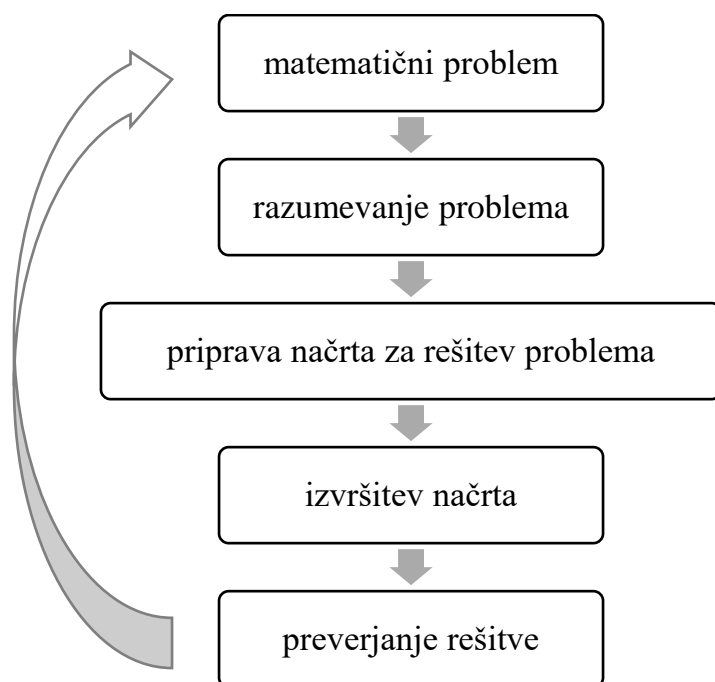 matematični problem
razumevanje problema
priprava načrta za rešitev problema
izvršitev načrta
preverjanje rešitve